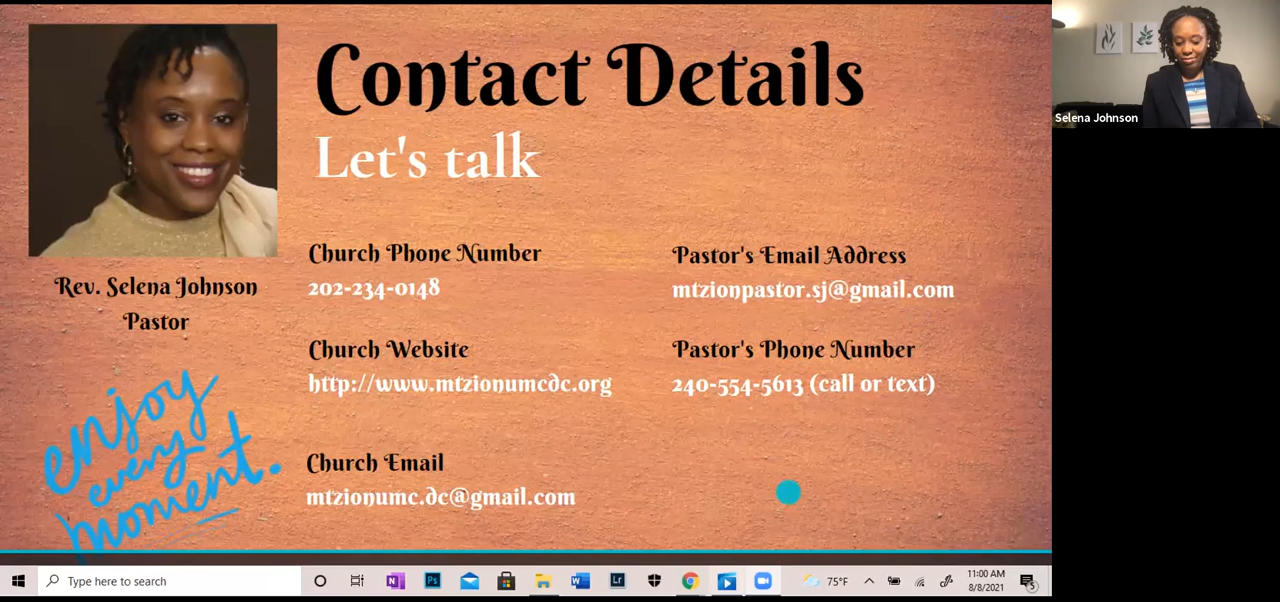 Contact Details
Let's talk
Rev. Selena Johnson
Pastor
Church Phone Number
202-234-0148
Pastor's Email Address
mtzionpastor.sj@gmail.com
Church Website
http://www.mtzionumcdc.org
Pastor's Phone Number
240-554-5613 (call or text)
Church Email
mtzionumc.dc@gmail.com
enjoy
every
moment.
Selena Johnson
Type here to search
N
Ps
W
Lr
75°F
11:00 AM
8/8/2021
5